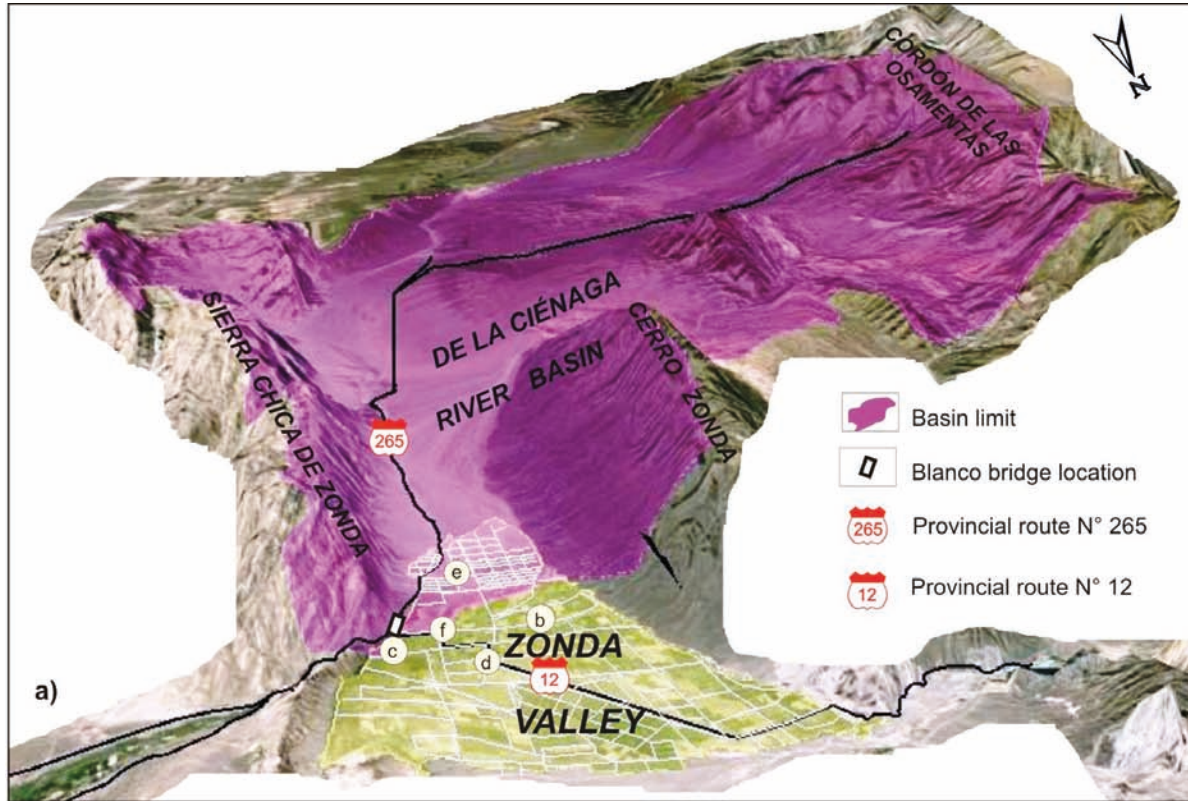 CORDÓN DE LAS
OSAMENTAS
N
SIERRA CHICA DE ZONDA
DE LA CIÉNAGA
RIVER BASIN
CERRO ZONDA
265
Basin limit
Blanco bridge location
265 Provincial route N° 265
12 Provincial route N° 12
e
b
f
c
d
ZONDA
12
VALLEY
a)